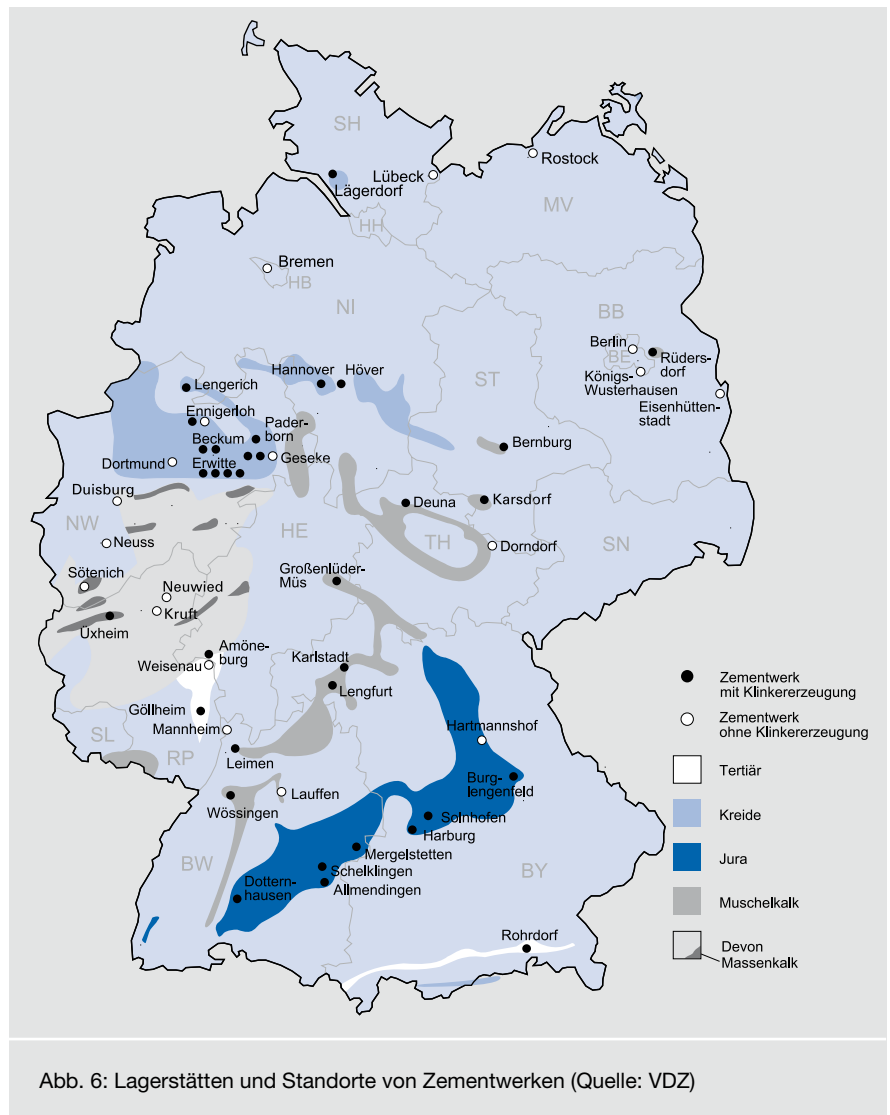 SH
Lägerdorf
Lübeck
Rostock
MV
HH
Bremen
HB
NI
BB
Berlin
BE
Rüders-
dorf
Königs-
Wusterhausen
Eisenhütten-
stadt
Hannover
Höver
Lengerich
ST
Ennigerloh
Pader-
born
Beckum
Bernburg
Dortmund
Erwitte
Geseke
Duisburg
Deuna
Karsdorf
NW
HE
TH
SN
Neuss
Dorndorf
Sötenich
Großenlüder-
Müs
Neuwied
Kruft
Üxheim
Amöne-
burg
Weisenau
Karlstadt
Göllheim
Lengfurt
Mannheim
Hartmannshof
SL
RP
Leimen
Burg-
lengenfeld
Lauffen
Wössingen
Solnhofen
Harburg
Mergelstetten
BW
Schelklingen
BY
Dottern-
hausen
Allmendingen
Rohrdorf
Zementwerk
mit Klinkererzeugung
Zementwerk
ohne Klinkererzeugung
Tertiär
Kreide
Jura
Muschelkalk
Devon
Massenkalk
Abb. 6: Lagerstätten und Standorte von Zementwerken (Quelle: VDZ)